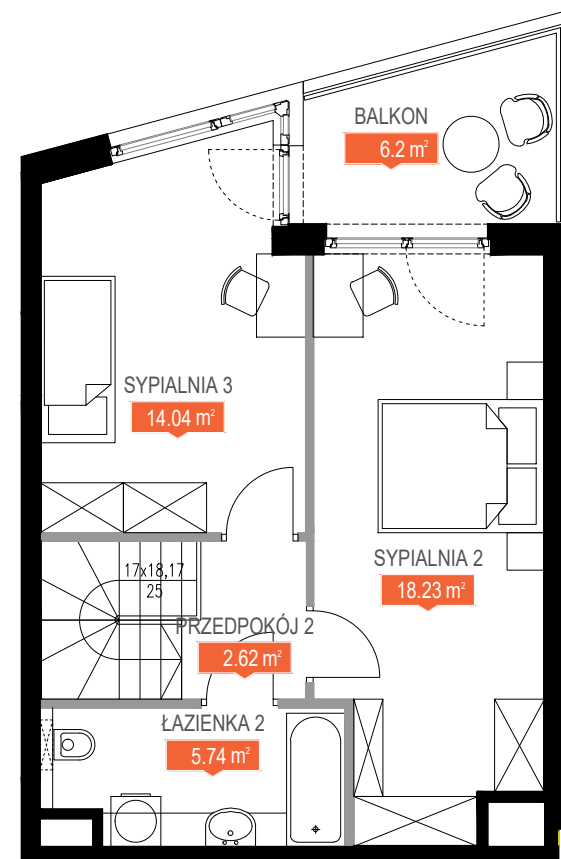 BALKON
6.2 m²
SYPIALNIA 3
14.04 m²
17x18,17
25
SYPIALNIA 2
18.23 m²
PRZEDPOKÓJ 2
2.62 m²
ŁAZIENKA 2
5.74 m²